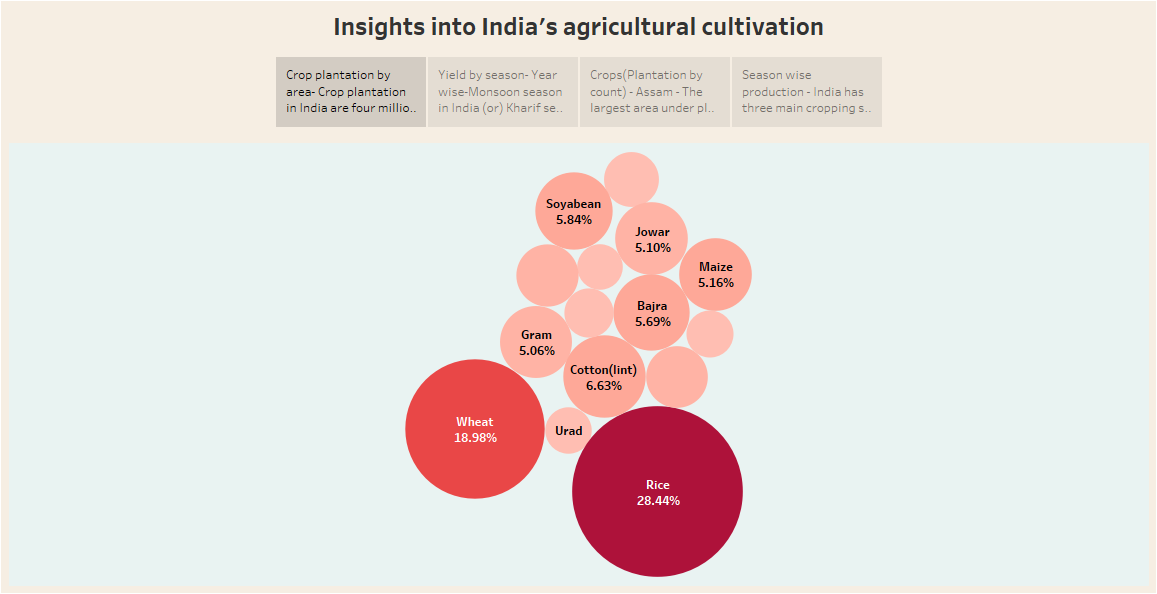 Insights into India's agricultural cultivation
Crop plantation by
area- Crop plantation
in India are four millio..
Yield by season- Year
wise-Monsoon season
in India (or) Kharif se..
Crops(Plantation by
count) - Assam - The
largest area under pl..
Season wise
production - India has
three main cropping s..
Soyabean
5.84%
Jowar
5.10%
Maize
5.16%
Bajra
5.69%
Gram
5.06%
Cotton(lint)
6.63%
Wheat
18.98%
Urad
Rice
28.44%